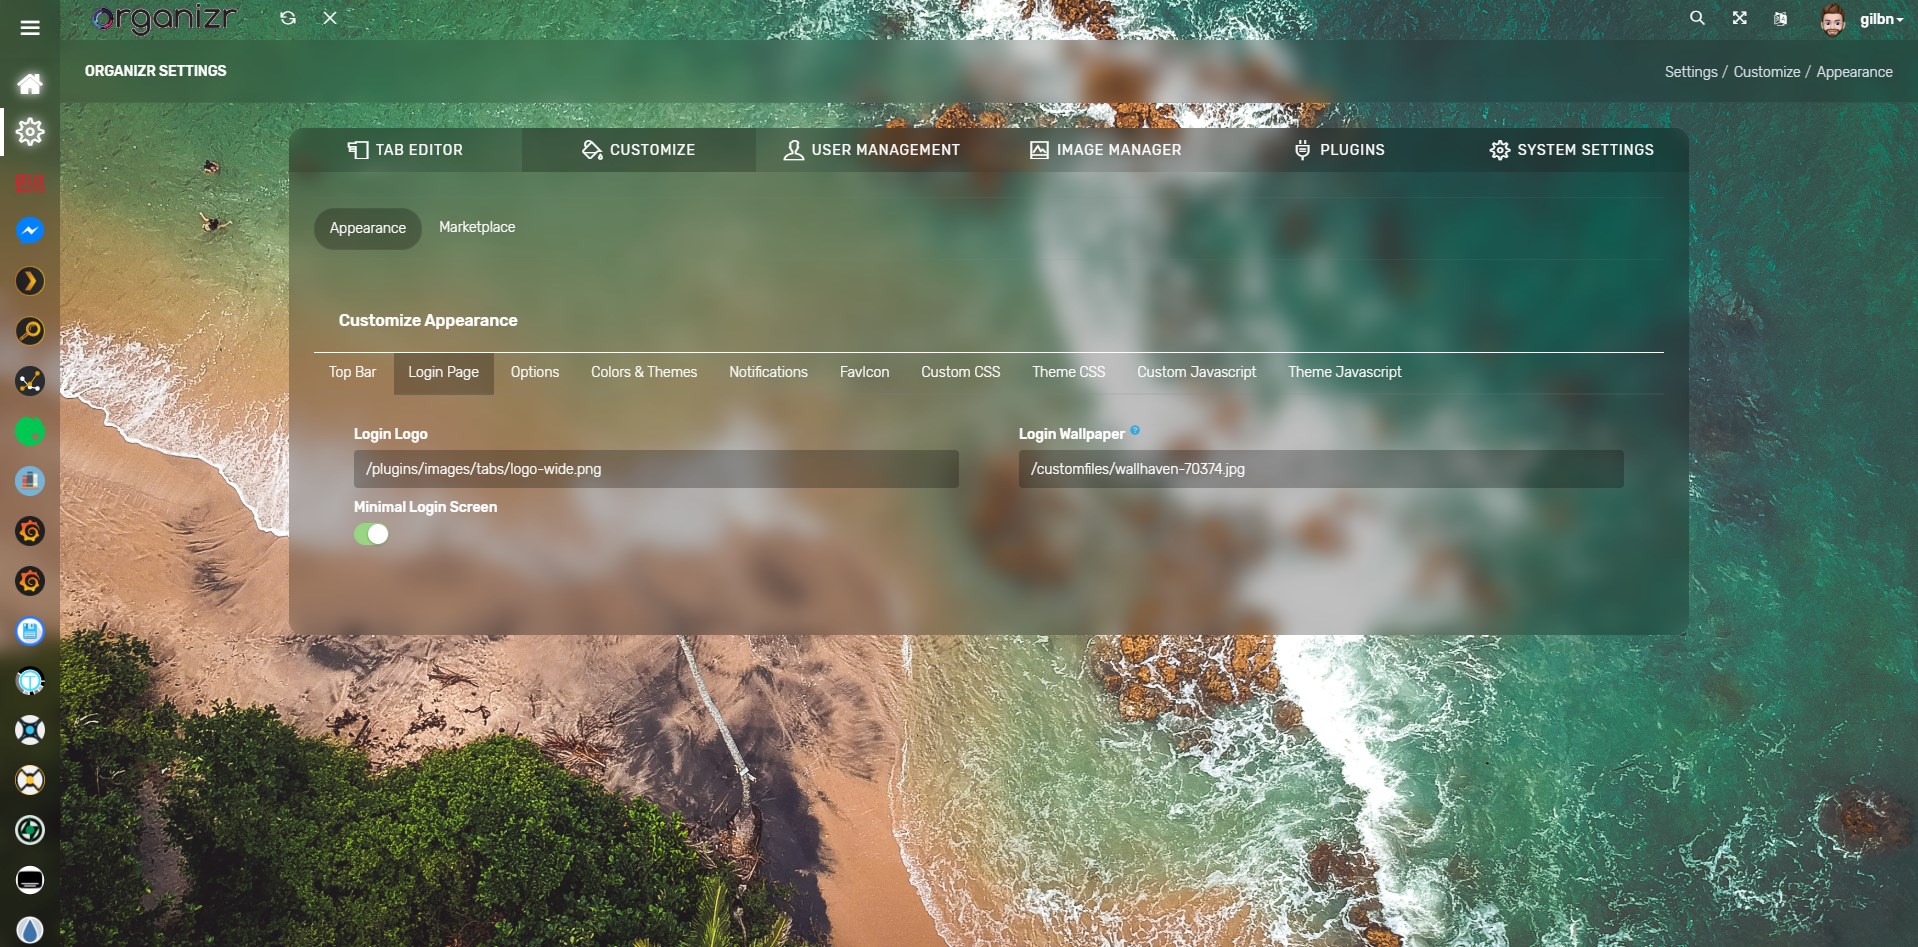 organizr
gilbn
ORGANIZR SETTINGS
Settings / Customize / Appearance
TAB EDITOR
CUSTOMIZE
USER MANAGEMENT
IMAGE MANAGER
PLUGINS
SYSTEM SETTINGS
Appearance
Marketplace
Customize Appearance
Top Bar
Login Page
Options
Colors & Themes
Notifications
FavIcon
Custom CSS
Theme CSS
Custom Javascript
Theme Javascript
Login Logo
/plugins/images/tabs/logo-wide.png
Login Wallpaper ?
/customfiles/wallhaven-70374.jpg
Minimal Login Screen